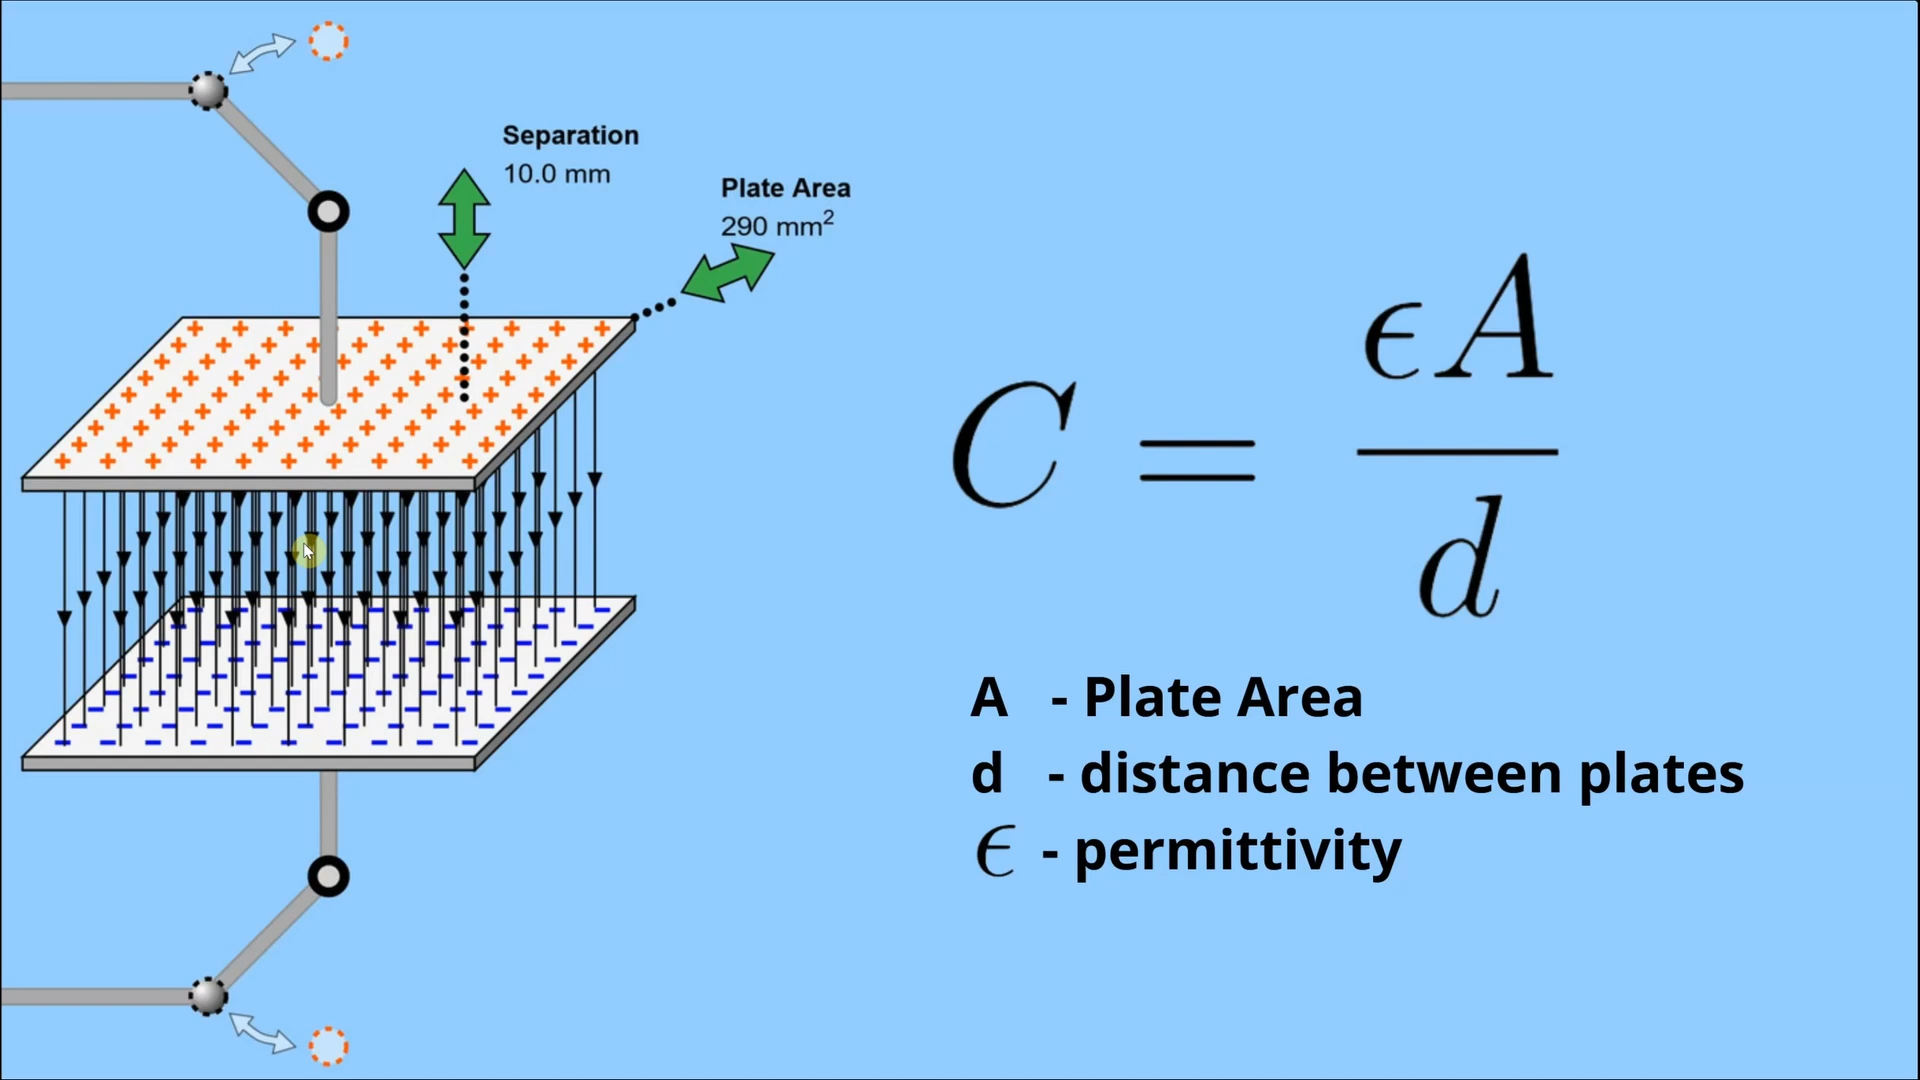 Separation
10.0 mm
Plate Area
290 mm²
C = ϵA / d
A - Plate Area
d - distance between plates
ϵ - permittivity